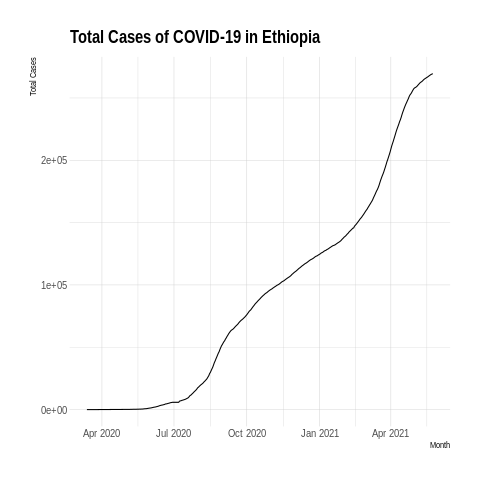 Total Cases of COVID-19 in Ethiopia
Total Cases
2e+05
1e+05
0e+00
Apr 2020 Jul 2020 Oct 2020 Jan 2021 Apr 2021
Month